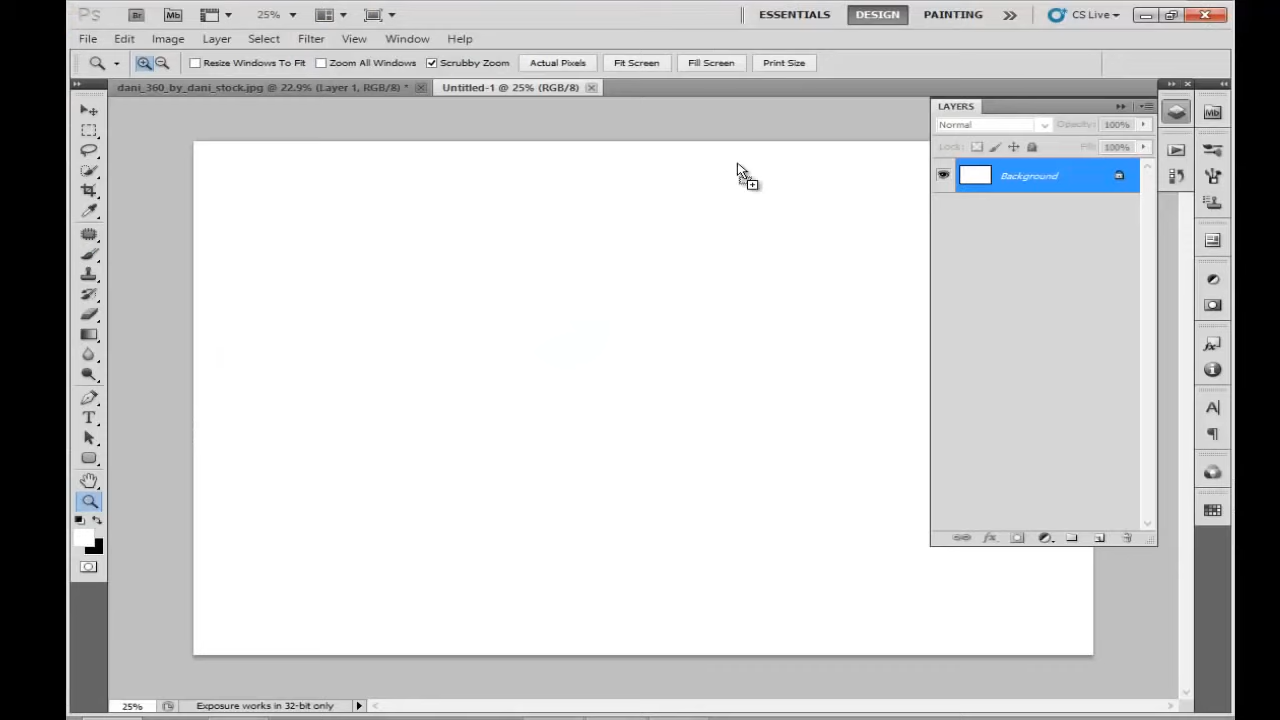 Ps Br Mb 25% ESSENTIALS DESIGN PAINTING CS Live
File Edit Image Layer Select Filter View Window Help
Resize Windows To Fit Zoom All Windows Scrubby Zoom Actual Pixels Fit Screen Fill Screen Print Size
dani_360_by_dani_stock.jpg @ 22.9% (Layer 1, RGB/8) * Untitled-1 @ 25% (RGB/8)
LAYERS
Normal Opacity: 100%
Lock: Fill: 100%
Background
25% Exposure works in 32-bit only